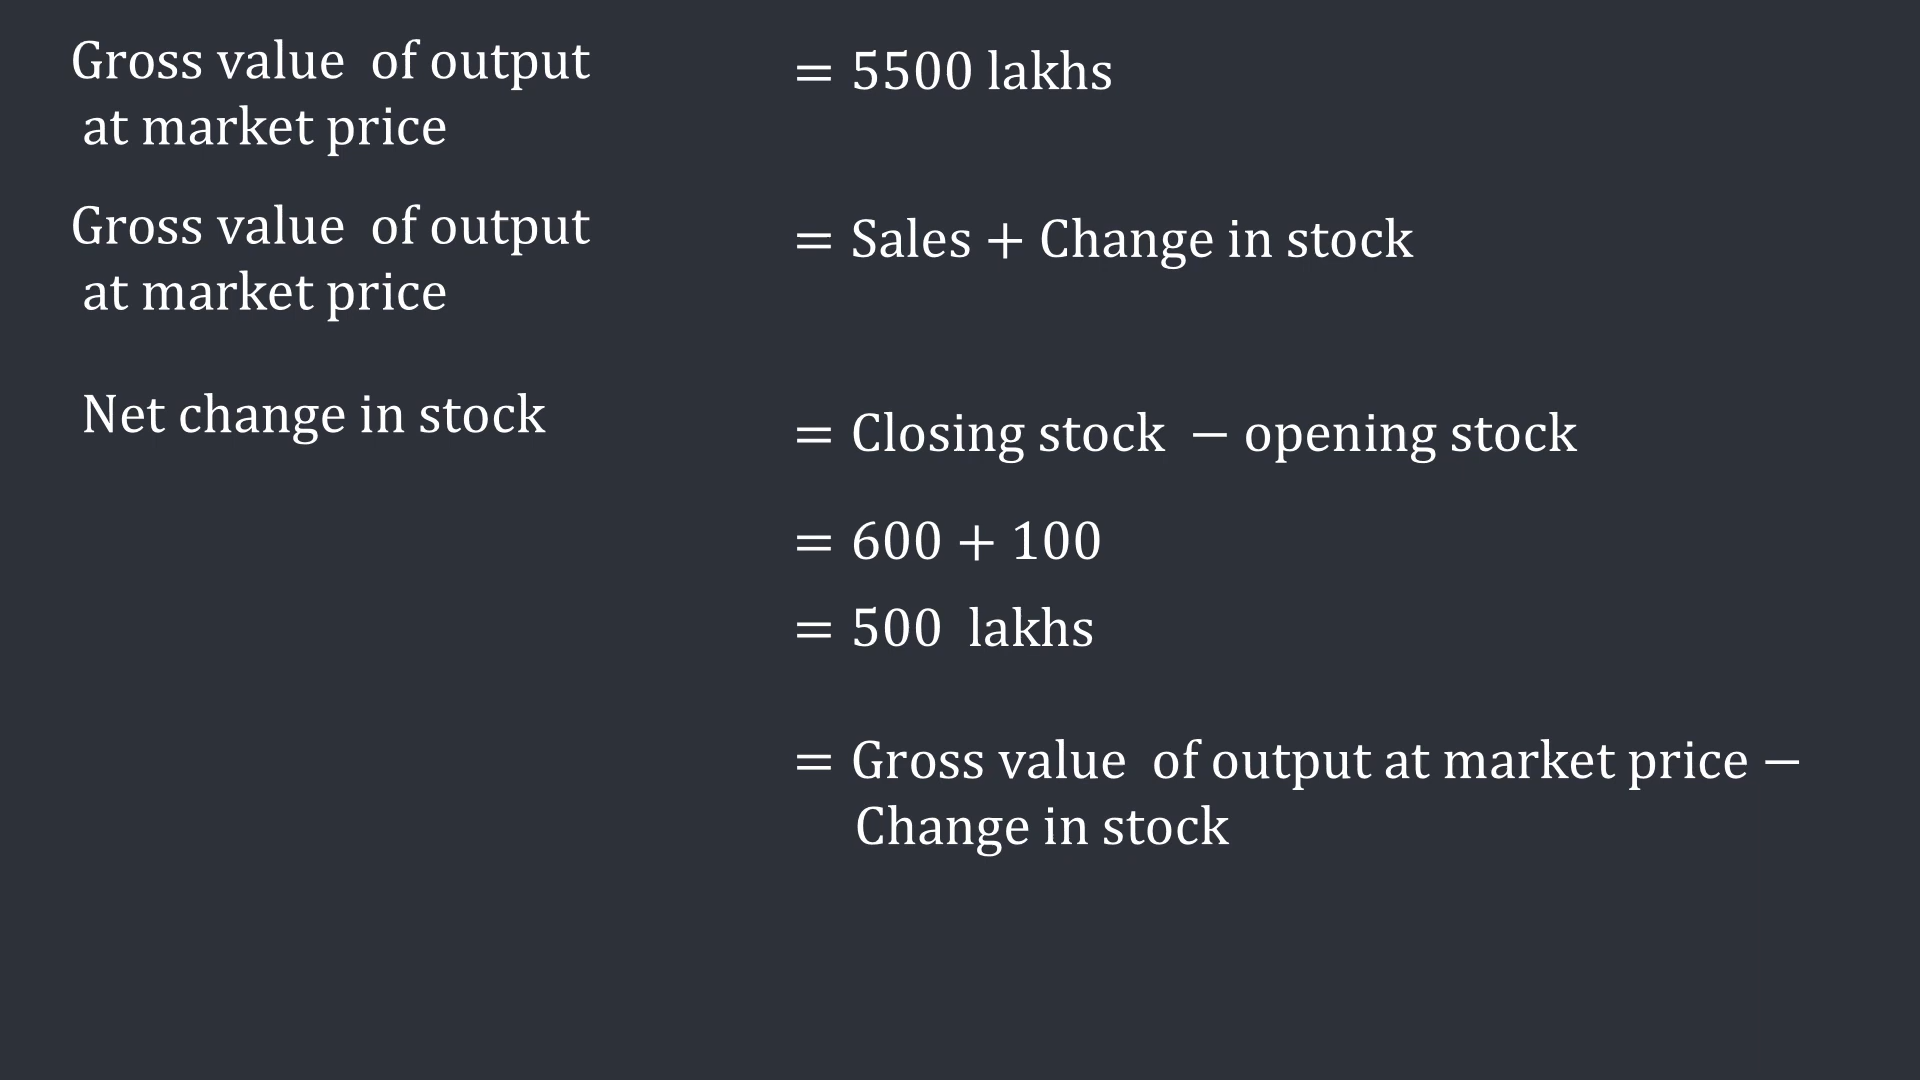 Gross value of output
at market price
= 5500 lakhs
Gross value of output
at market price
= Sales + Change in stock
Net change in stock
= Closing stock − opening stock
= 600 + 100
= 500 lakhs
= Gross value of output at market price −
Change in stock